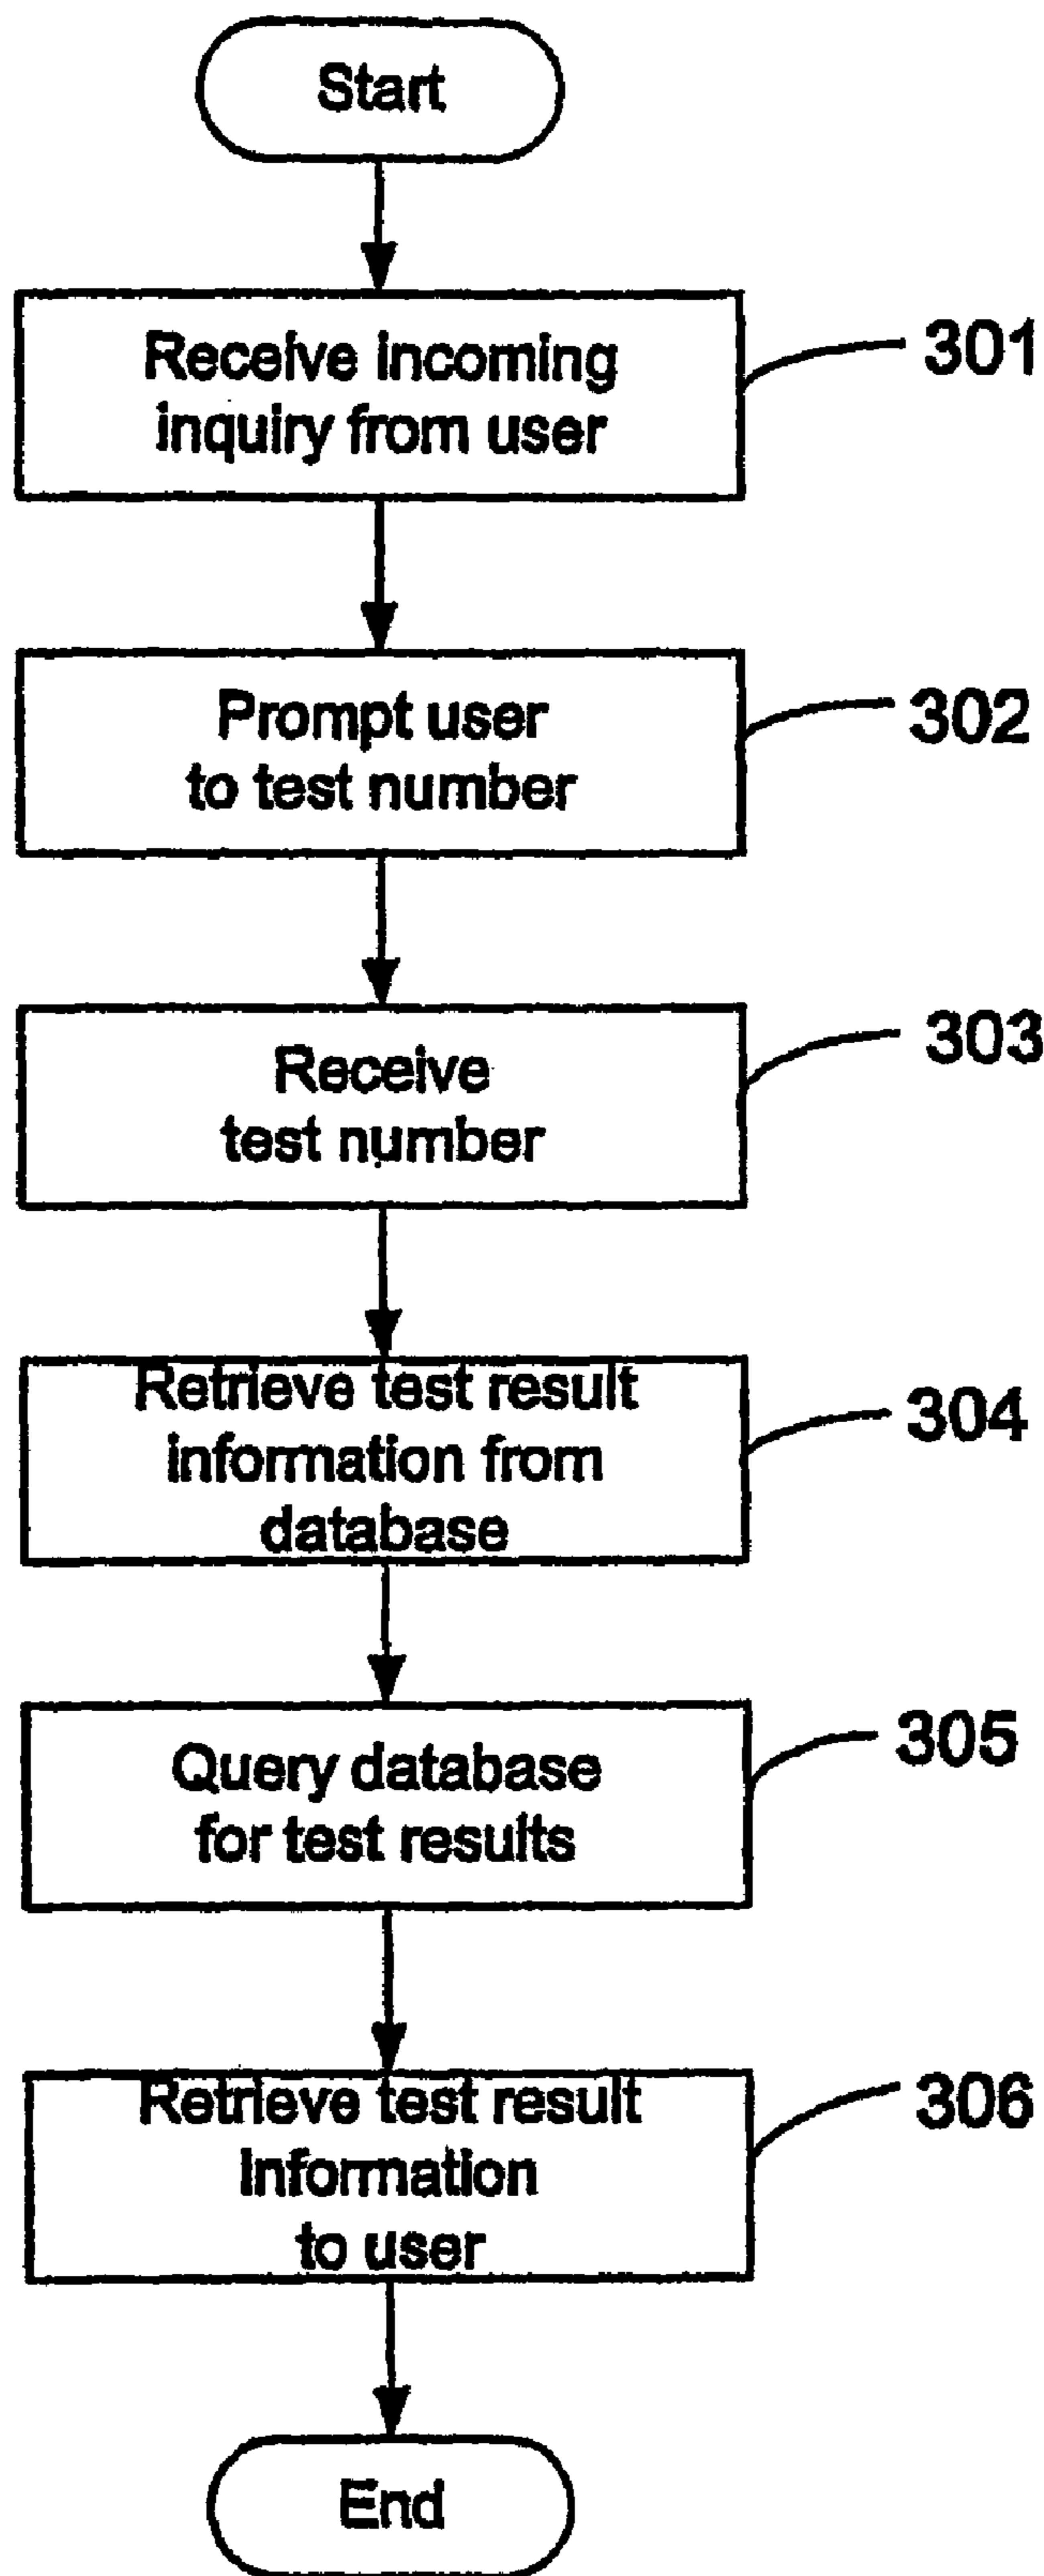 Start
Receive incoming
inquiry from user
301
Prompt user
to test number
302
Receive
test number
303
Retrieve test result
information from
database
304
Query database
for test results
305
Retrieve test result
information
to user
306
End